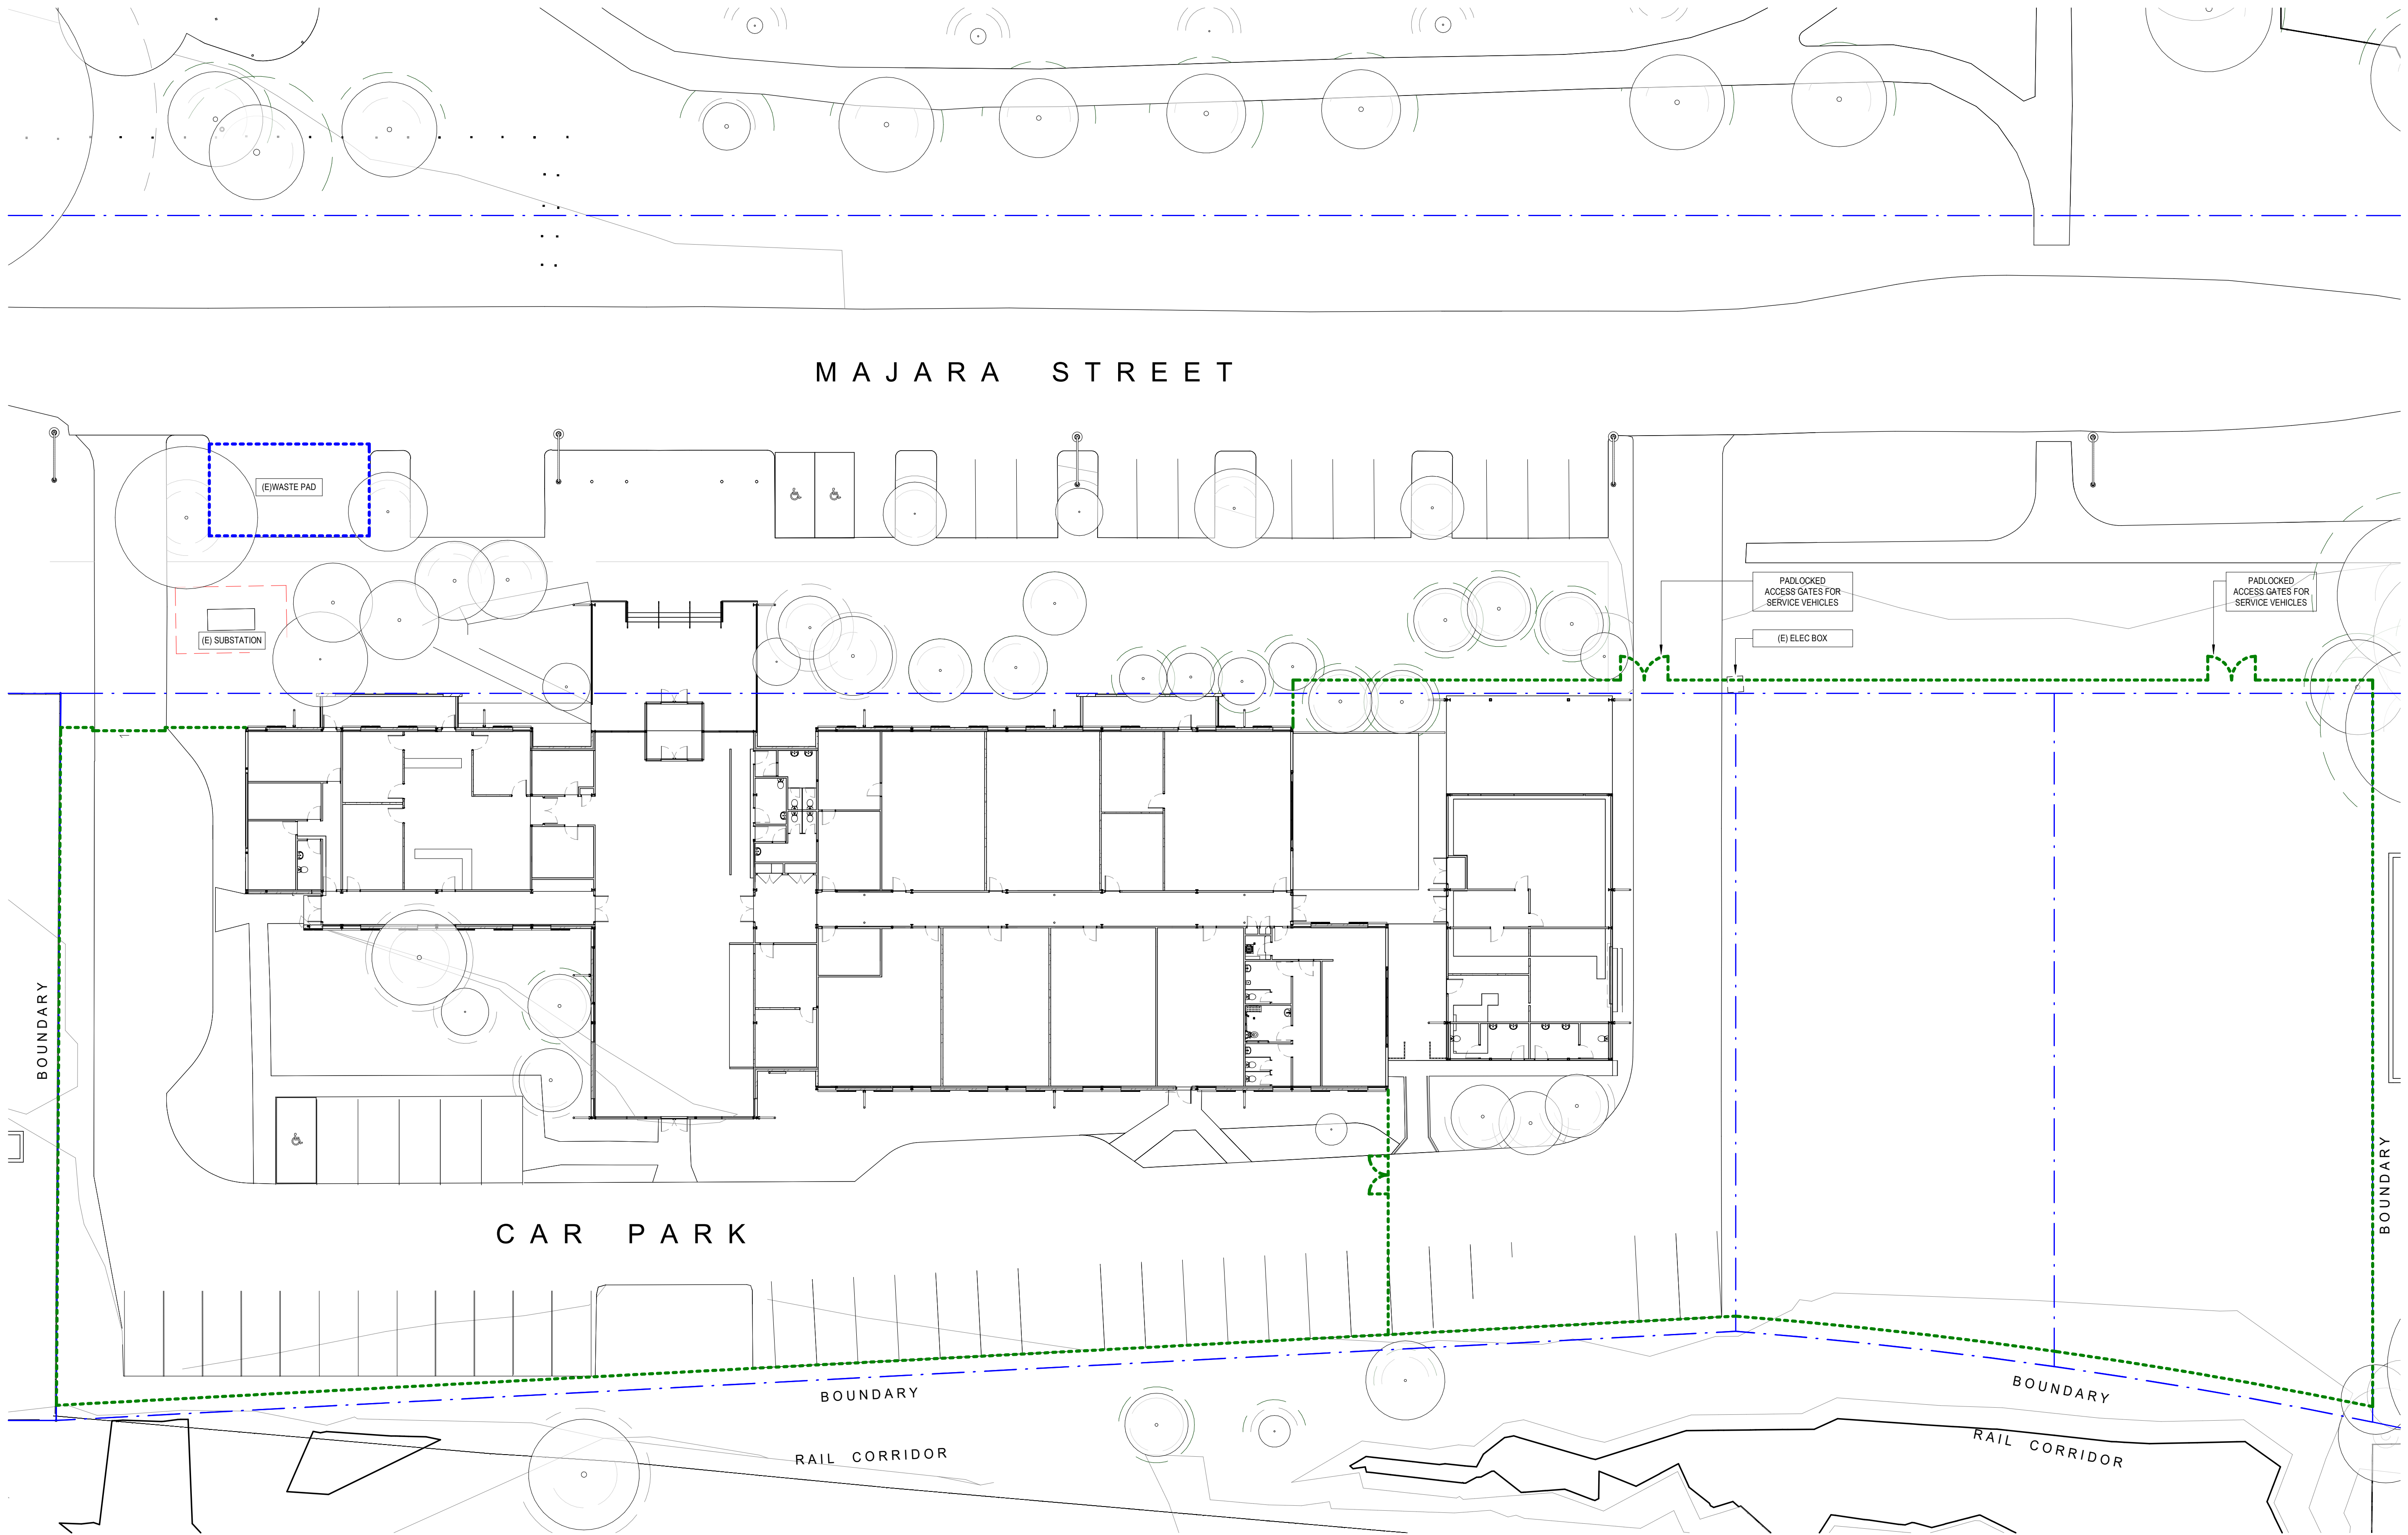 MAJARA STREET
(E)WASTE PAD
(E) SUBSTATION
PADLOCKED
ACCESS GATES FOR
SERVICE VEHICLES
PADLOCKED
ACCESS GATES FOR
SERVICE VEHICLES
(E) ELEC BOX
BOUNDARY
BOUNDARY
CAR PARK
BOUNDARY
BOUNDARY
RAIL CORRIDOR
RAIL CORRIDOR